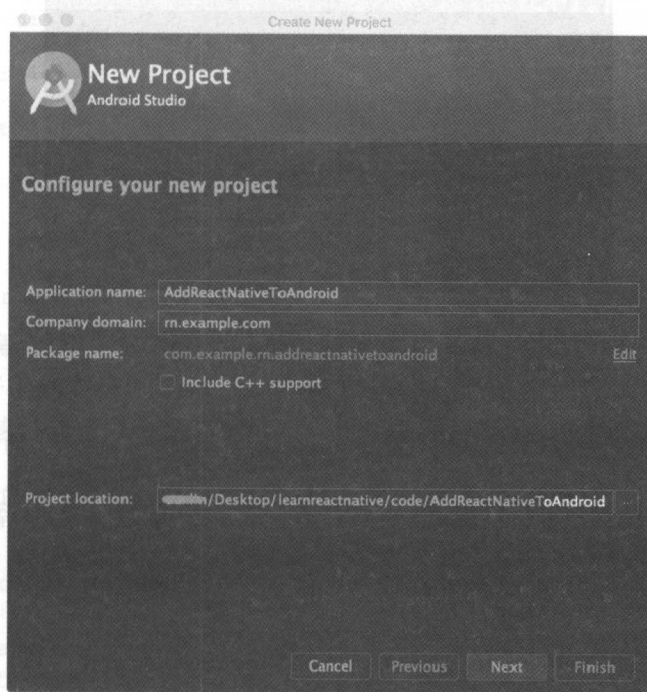 Create New Project
New Project
Android Studio
Configure your new project
Application name: AddReactNativeToAndroid
Company domain: rn.example.com
Package name: com.example.rn.addreactnativetoandroid Edit
Include C++ support
Project location: /Desktop/learnreactnative/code/AddReactNativeToAndroid ...
Cancel Previous Next Finish